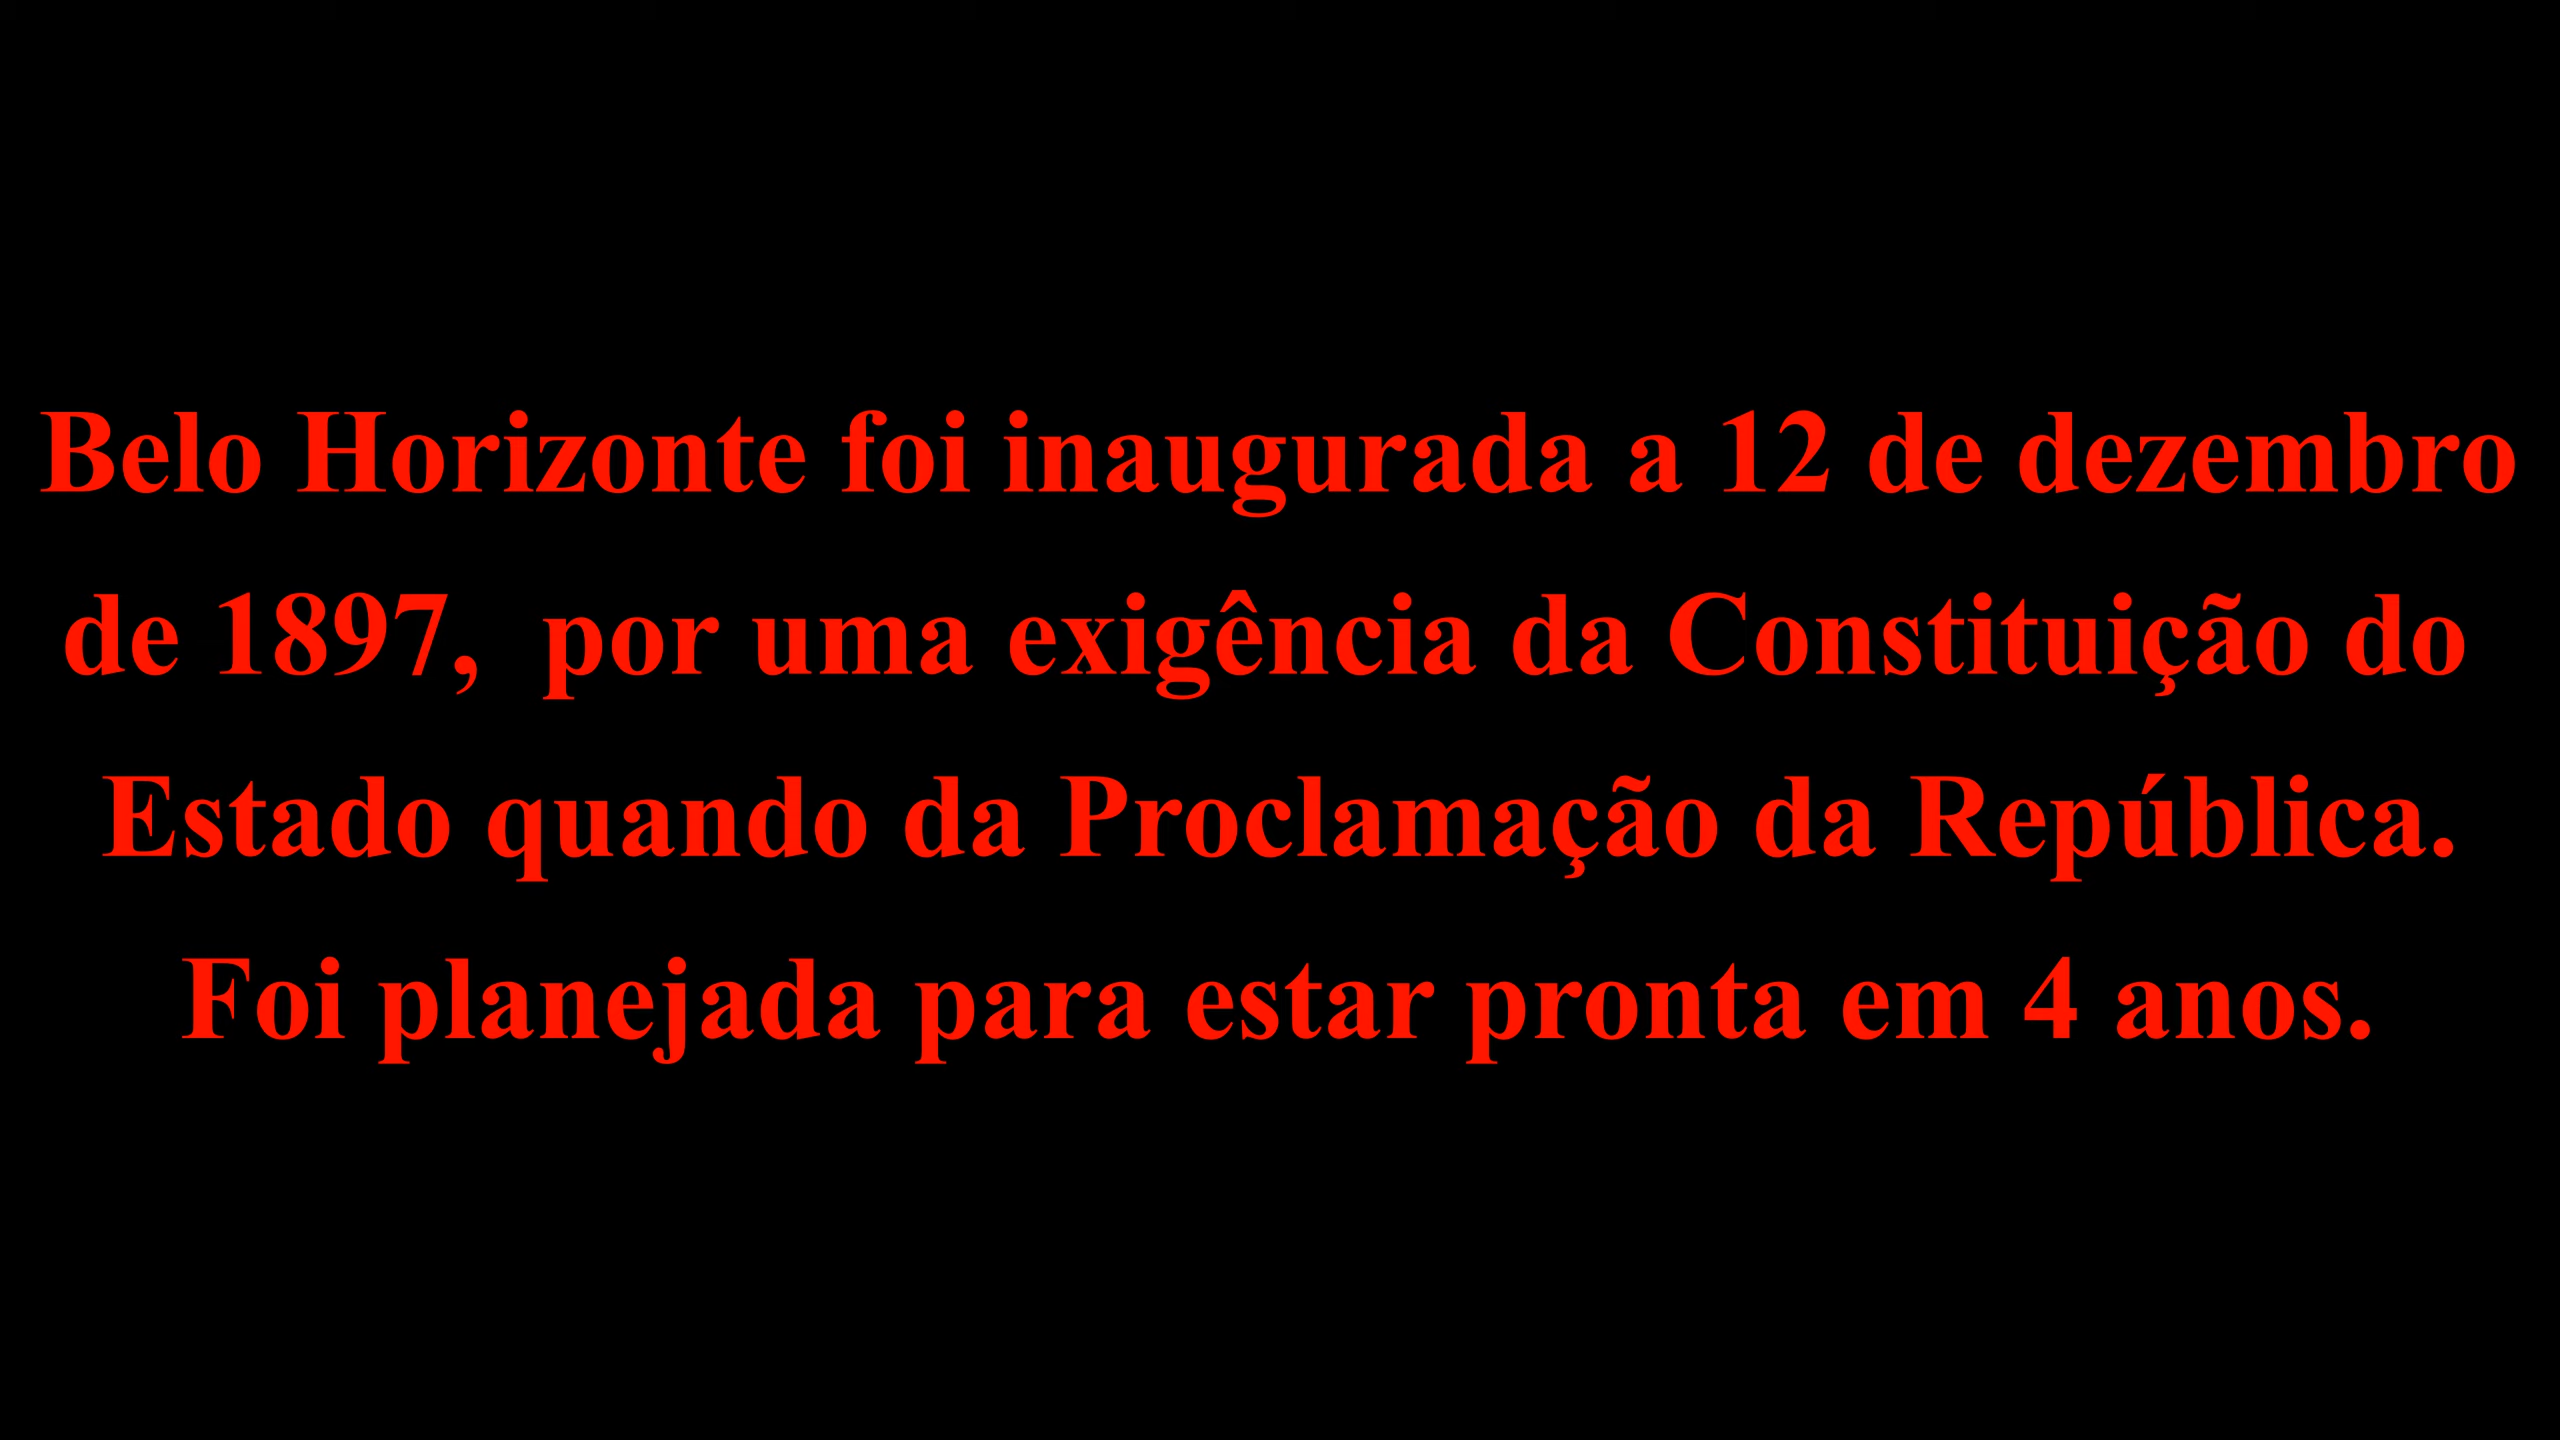 Belo Horizonte foi inaugurada a 12 de dezembro
de 1897,  por uma exigência da Constituição do
Estado quando da Proclamação da República.
Foi planejada para estar pronta em 4 anos.